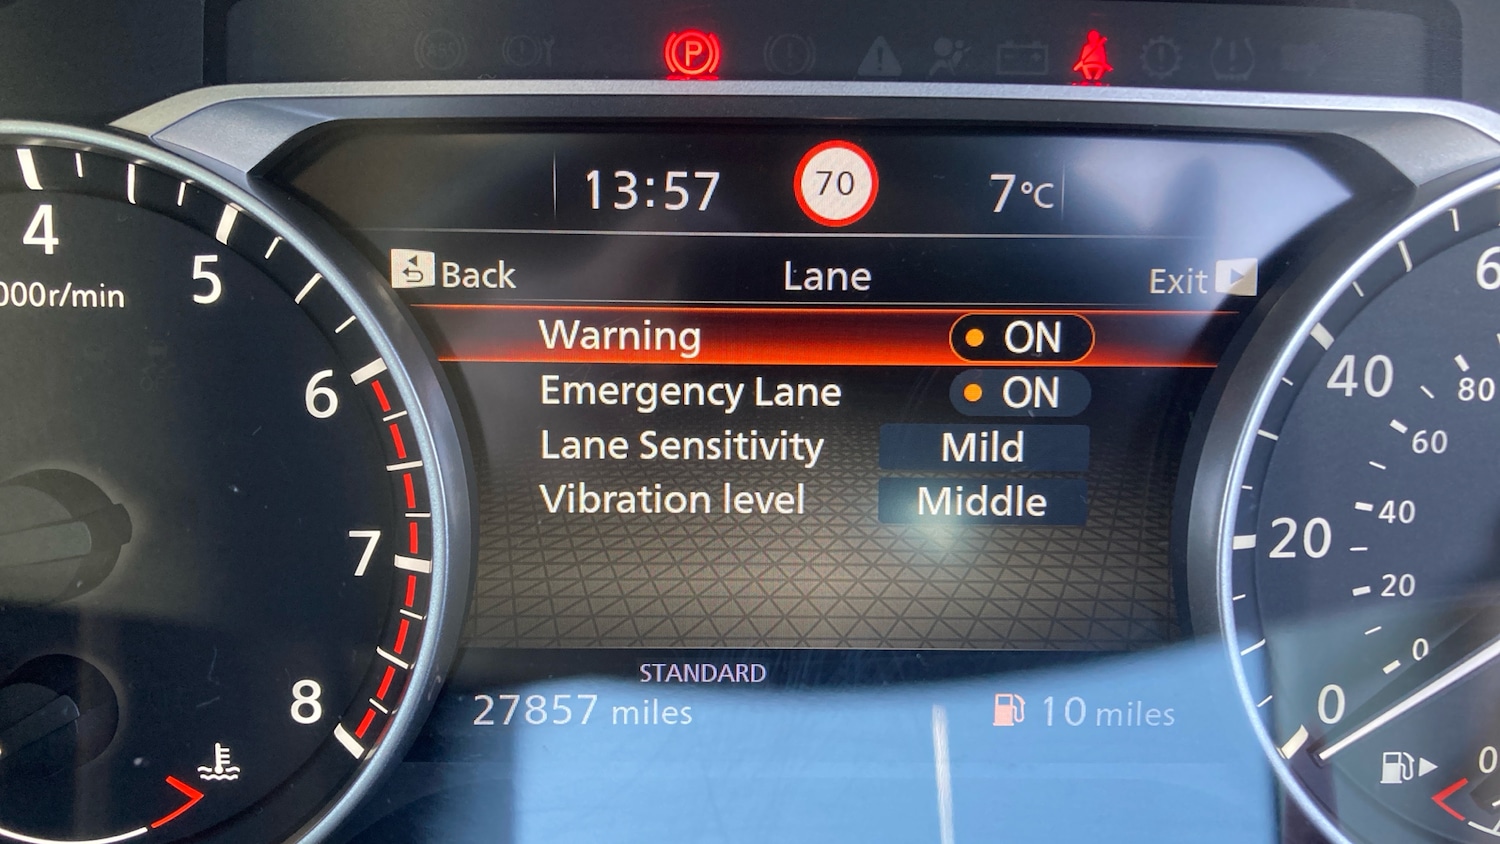 P
13:57 70 7°C
Back Lane Exit
Warning ON
Emergency Lane ON
Lane Sensitivity Mild
Vibration level Middle
STANDARD
27857 miles 10 miles
4
5
6
7
8
000r/min
6
40
20
0
80
60
40
20
0
0